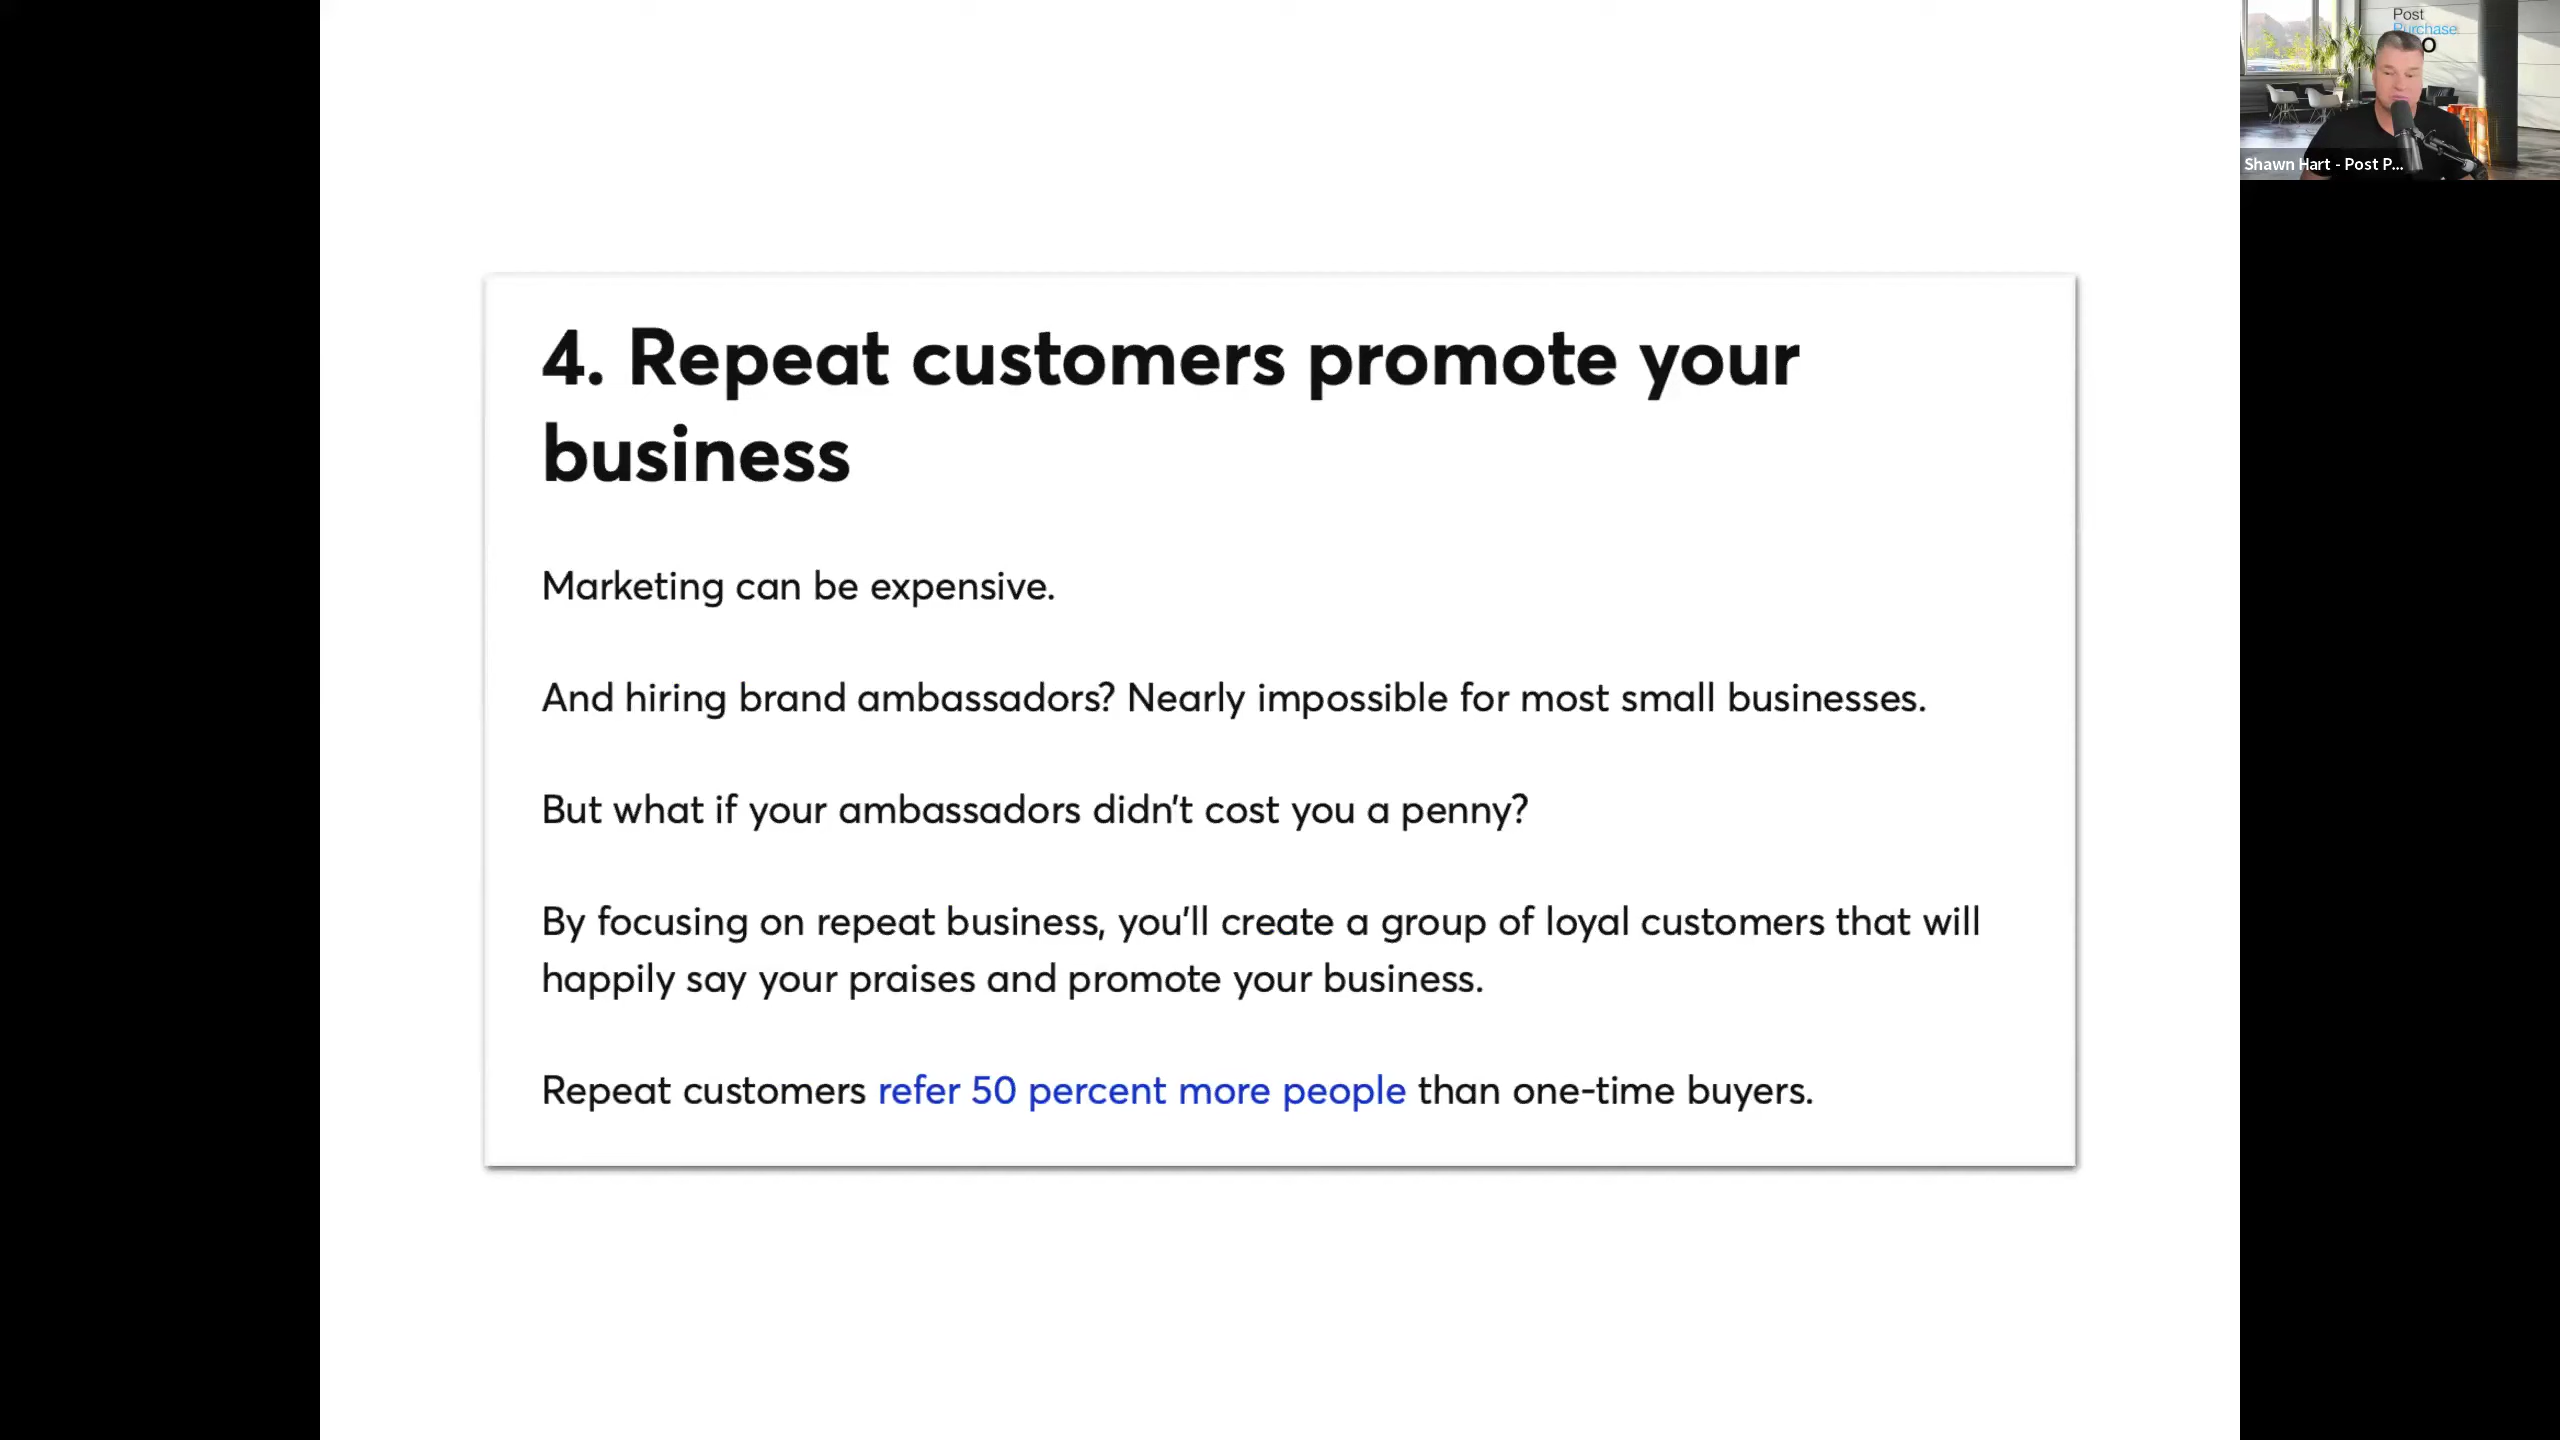 Post
Purchase
O
Shawn Hart - Post P...
4. Repeat customers promote your
business
Marketing can be expensive.
And hiring brand ambassadors? Nearly impossible for most small businesses.
But what if your ambassadors didn't cost you a penny?
By focusing on repeat business, you'll create a group of loyal customers that will
happily say your praises and promote your business.
Repeat customers refer 50 percent more people than one-time buyers.